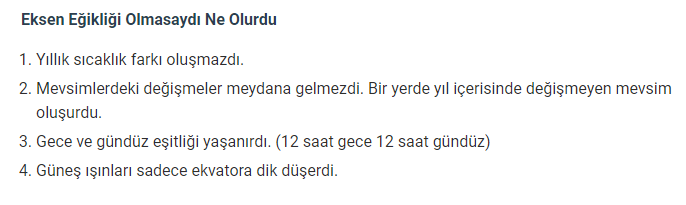 Eksen Eğikliği Olmasaydı Ne Olurdu
1. Yıllık sıcaklık farkı oluşmazdı.
2. Mevsimlerdeki değişmeler meydana gelmezdi. Bir yerde yıl içerisinde değişmeyen mevsim
oluşurdu.
3. Gece ve gündüz eşitliği yaşanırdı. (12 saat gece 12 saat gündüz)
4. Güneş ışınları sadece ekvatora dik düşerdi.